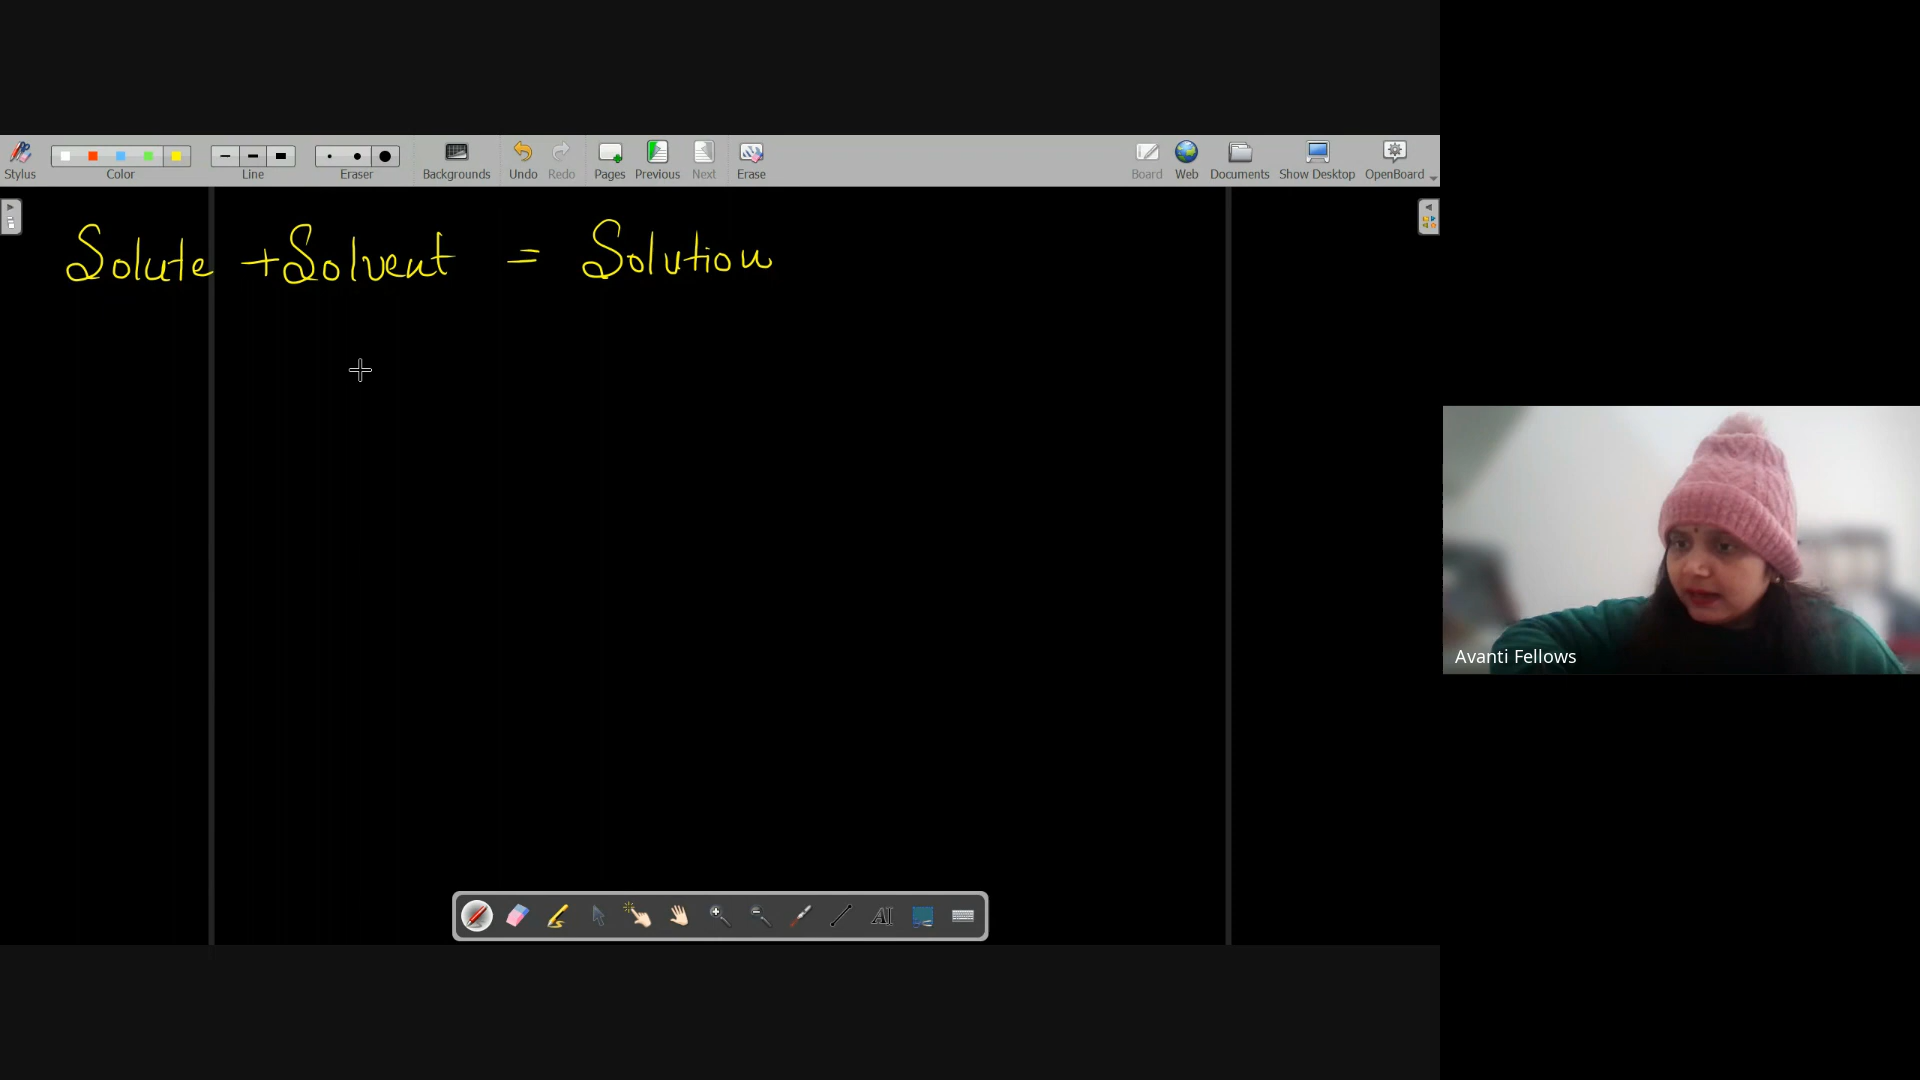 Stylus Color Line Eraser Backgrounds Undo Redo Pages Previous Next Erase Board Web Documents Show Desktop OpenBoard
Solute + Solvent = Solution
AI
Avanti Fellows